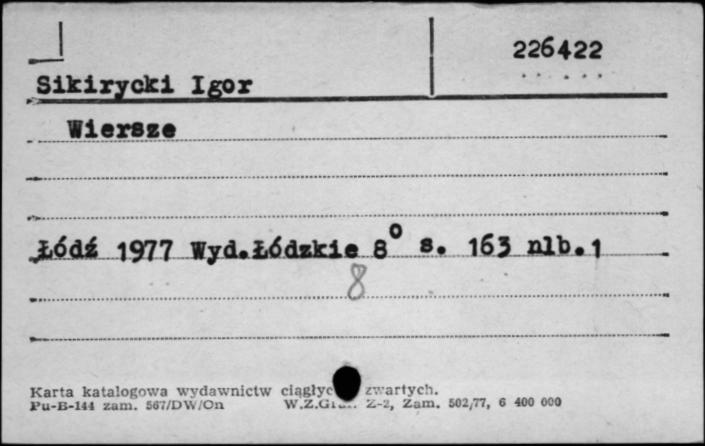 226422
Sikirycki Igor
Wiersze
Łódź 1977 Wyd.Łódzkie 8° s. 163 nlb.1
8
Karta katalogowa wydawnictw zwartych.
Pu-B-144 zam. 567/DW/On W.Z.Graf. Z-2, Zam. 502/77, 6 400 000